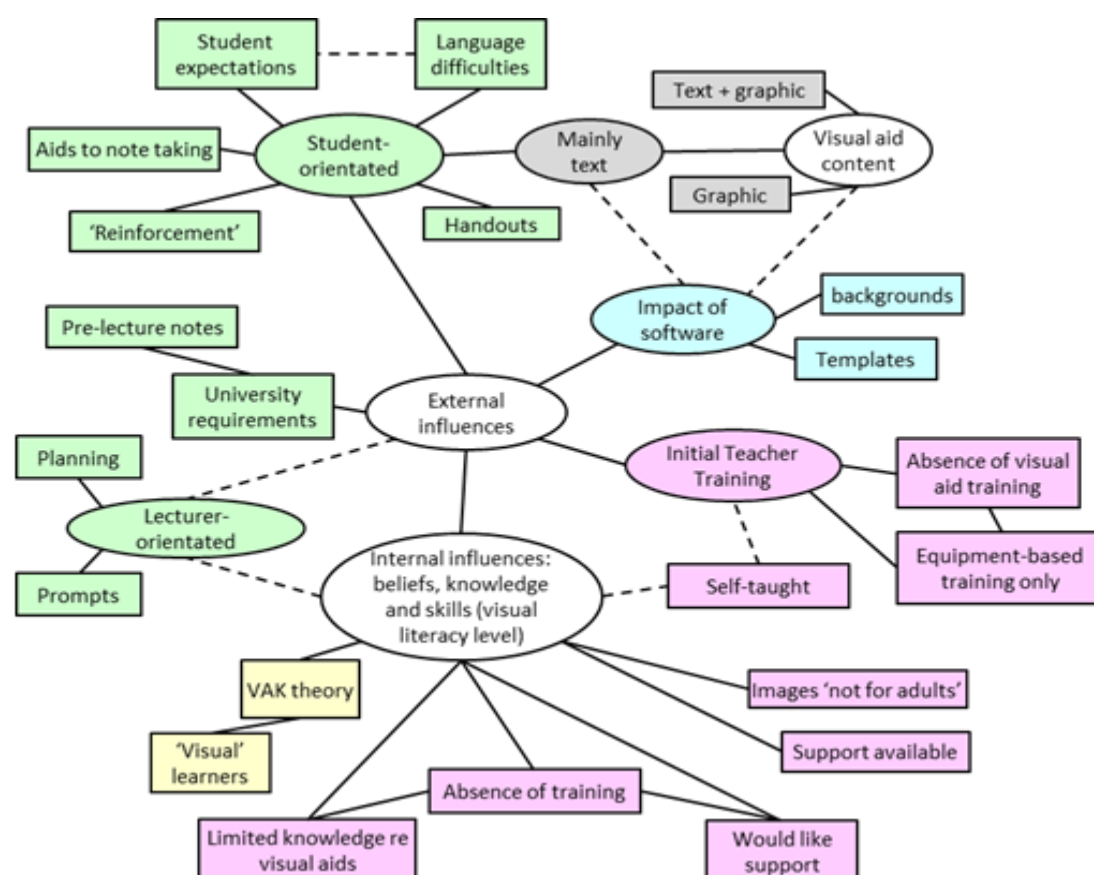 Student
expectations
Language
difficulties
Text + graphic
Aids to note taking
Student-
orientated
Mainly
text
Visual aid
content
Graphic
‘Reinforcement’
Handouts
Impact of
software
backgrounds
Templates
Pre-lecture notes
University
requirements
External
influences
Planning
Initial Teacher
Training
Absence of visual
aid training
Lecturer-
orientated
Equipment-based
training only
Prompts
Internal influences:
beliefs, knowledge
and skills (visual
literacy level)
Self-taught
VAK theory
Images ‘not for adults’
‘Visual’
learners
Support available
Absence of training
Limited knowledge re
visual aids
Would like
support